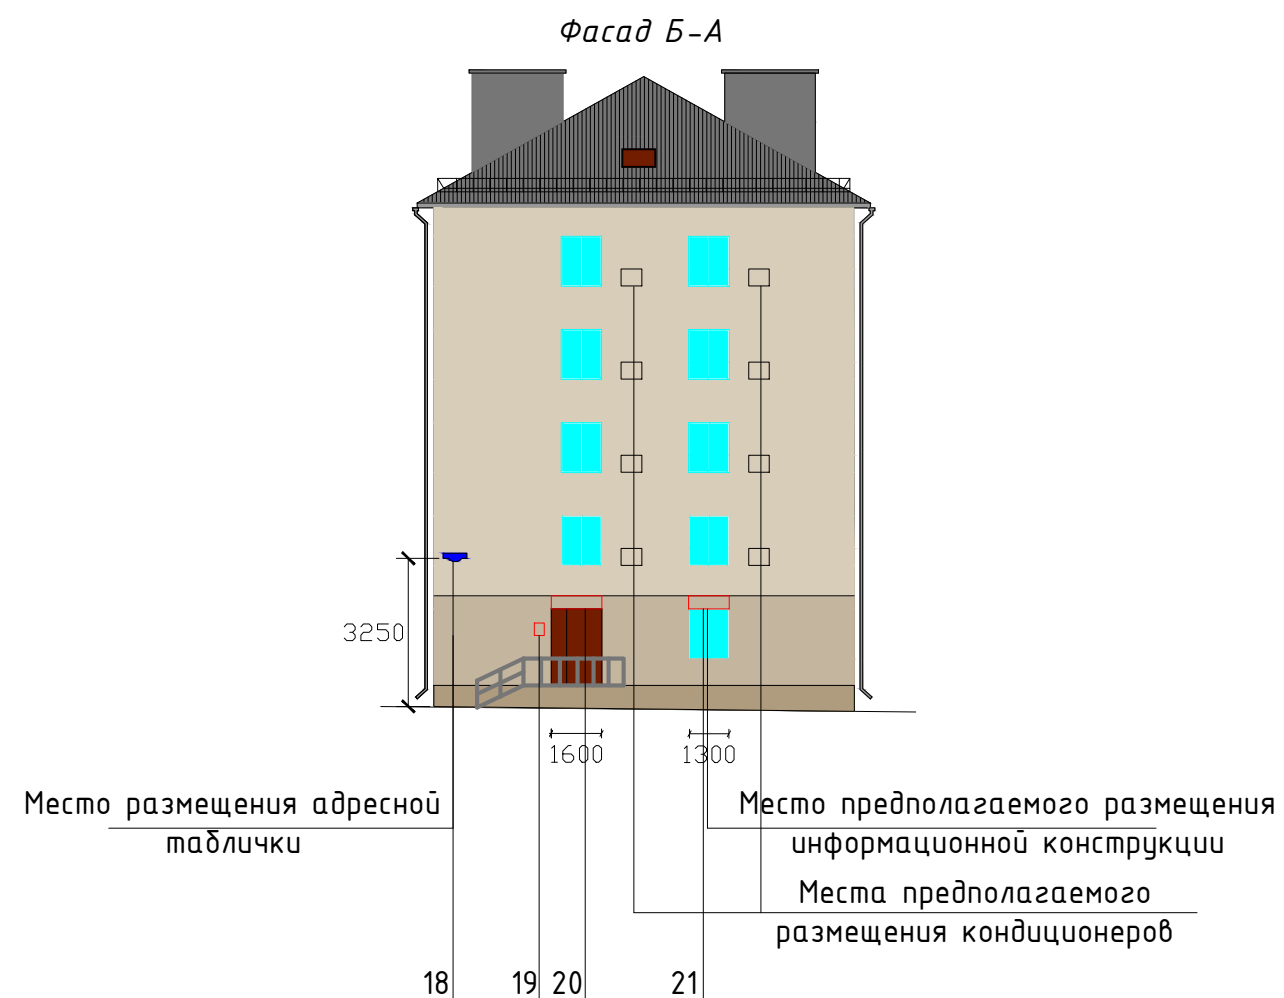 Фасад Б-А
3250
1600
1300
Место размещения адресной
таблички
Место предполагаемого размещения
информационной конструкции
Места предполагаемого
размещения кондиционеров
18 19 20 21